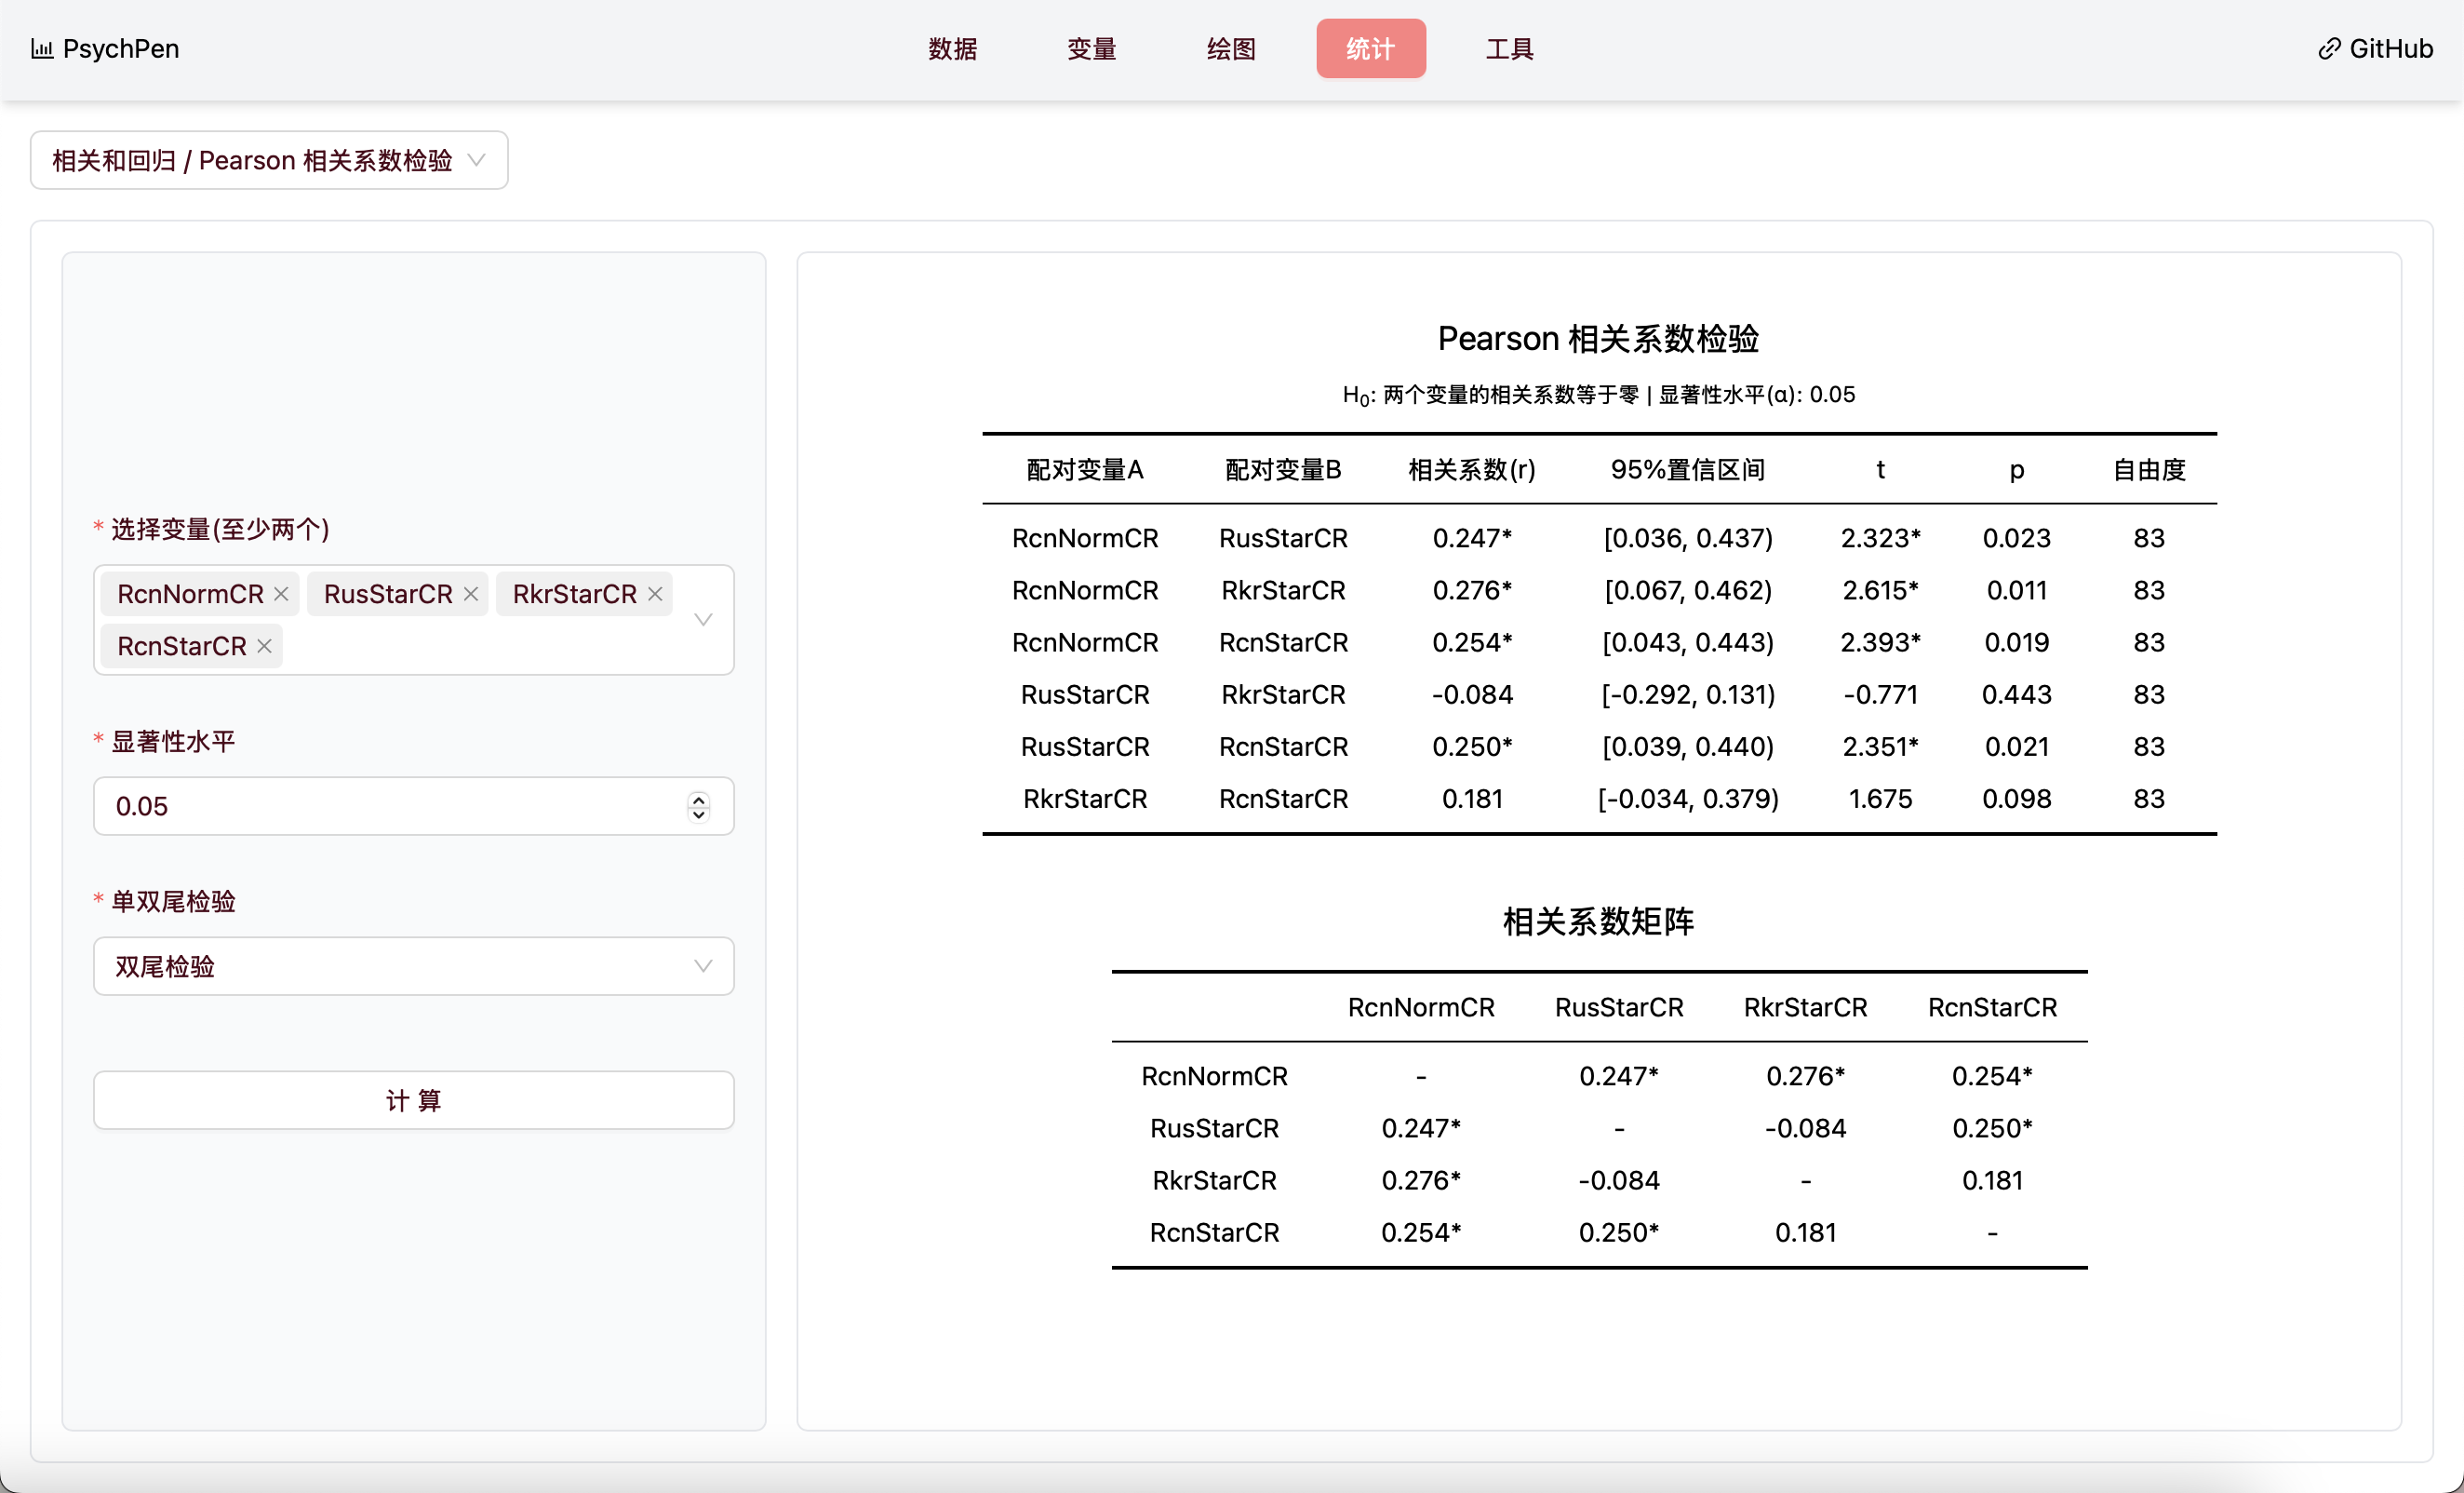 PsychPen 数据 变量 绘图 统计 工具 GitHub
相关和回归 / Pearson 相关系数检验
* 选择变量(至少两个)
RcnNormCR RusStarCR RkrStarCR
RcnStarCR
* 显著性水平
0.05
* 单双尾检验
双尾检验
计 算
Pearson 相关系数检验
H₀: 两个变量的相关系数等于零 | 显著性水平(α): 0.05
配对变量A 配对变量B 相关系数(r) 95%置信区间 t p 自由度
RcnNormCR RusStarCR 0.247* [0.036, 0.437) 2.323* 0.023 83
RcnNormCR RkrStarCR 0.276* [0.067, 0.462) 2.615* 0.011 83
RcnNormCR RcnStarCR 0.254* [0.043, 0.443) 2.393* 0.019 83
RusStarCR RkrStarCR -0.084 [-0.292, 0.131) -0.771 0.443 83
RusStarCR RcnStarCR 0.250* [0.039, 0.440) 2.351* 0.021 83
RkrStarCR RcnStarCR 0.181 [-0.034, 0.379) 1.675 0.098 83
相关系数矩阵
RcnNormCR RusStarCR RkrStarCR RcnStarCR
RcnNormCR - 0.247* 0.276* 0.254*
RusStarCR 0.247* - -0.084 0.250*
RkrStarCR 0.276* -0.084 - 0.181
RcnStarCR 0.254* 0.250* 0.181 -